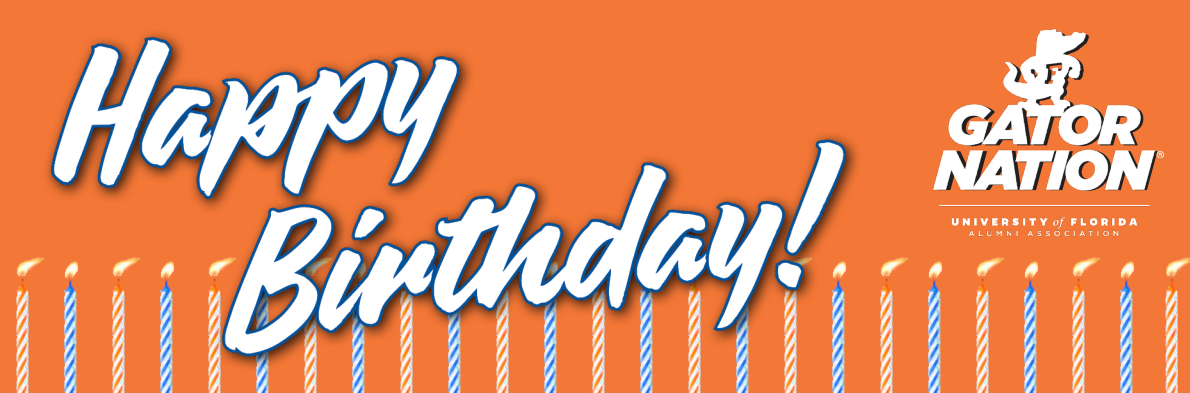 Happy
Birthday!
GATOR
NATION®
UNIVERSITY of FLORIDA
ALUMNI ASSOCIATION